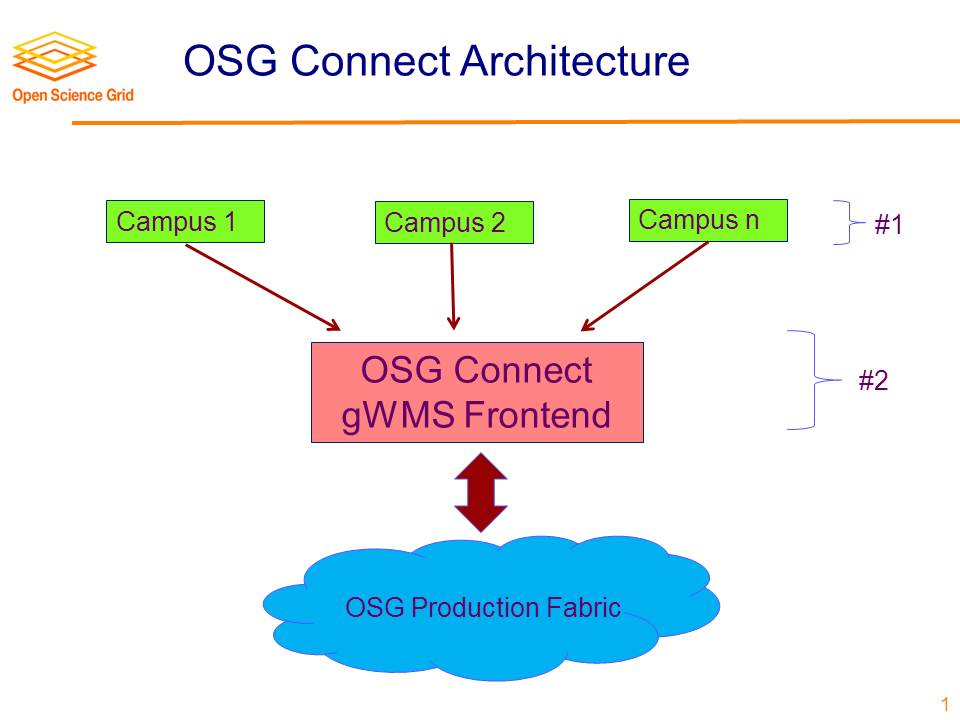 OSG Connect Architecture
Open Science Grid
Campus 1
Campus 2
Campus n
#1
OSG Connect
gWMS Frontend
#2
OSG Production Fabric
1